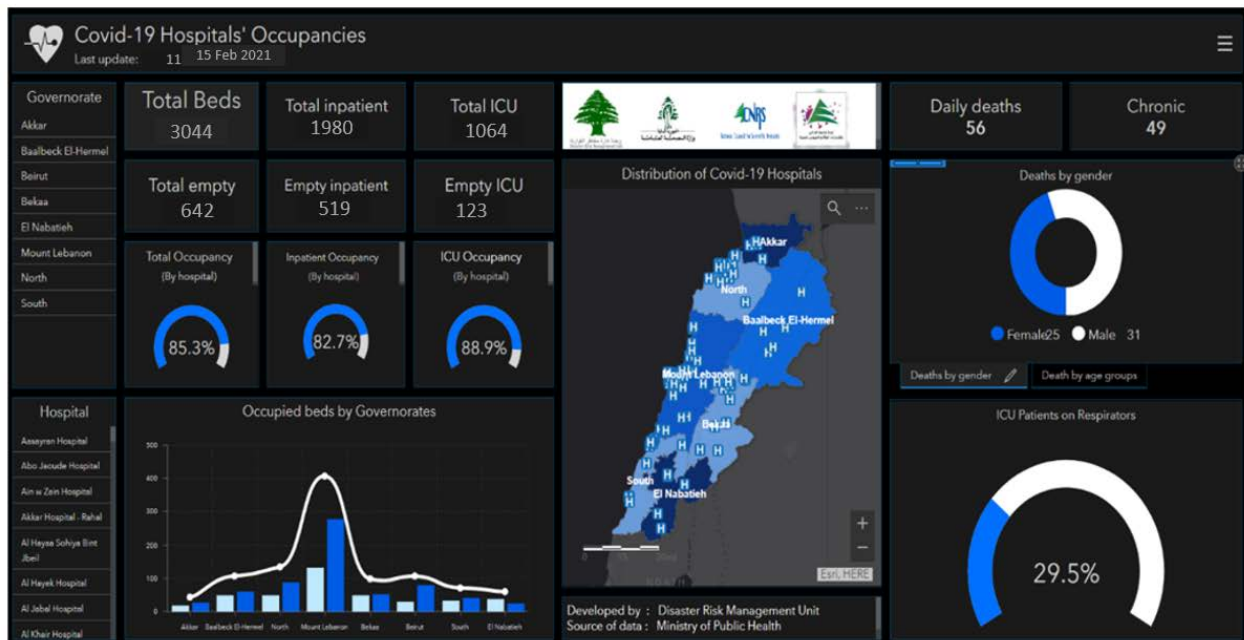 Covid-19 Hospitals' Occupancies
Last update: 11 15 Feb 2021
Governorate
Akkar
Baalbeck El-Hermel
Beirut
Bekaa
El Nabatieh
Mount Lebanon
North
South
Total Beds
3044
Total inpatient
1980
Total ICU
1064
Total empty
642
Empty inpatient
519
Empty ICU
123
Total Occupancy
(By hospital)
85.3%
Inpatient Occupancy
(By hospital)
82.7%
ICU Occupancy
(By hospital)
88.9%
CNRS
Daily deaths
56
Chronic
49
Distribution of Covid-19 Hospitals
Akkar
North
Baalbeck El-Hermel
Mount Lebanon
South
El Nabatieh
Esri, HERE
Developed by : Disaster Risk Management Unit
Source of data : Ministry of Public Health
Deaths by gender
Female25 Male 31
Deaths by gender
Death by age groups
ICU Patients on Respirators
29.5%
Hospital
Assayran Hospital
Abo Jaoude Hospital
Ain w Zein Hospital
Akkar Hospital - Rahal
Al Hayaa Sohiya Bint
Jbeil
Al Hayek Hospital
Al Jabal Hospital
Al Khair Hospital
Occupied beds by Governorates
500
400
300
200
100
0
Akkar Baalbeck El-Hermel North Mount Lebanon Bekaa Beirut South El Nabatieh